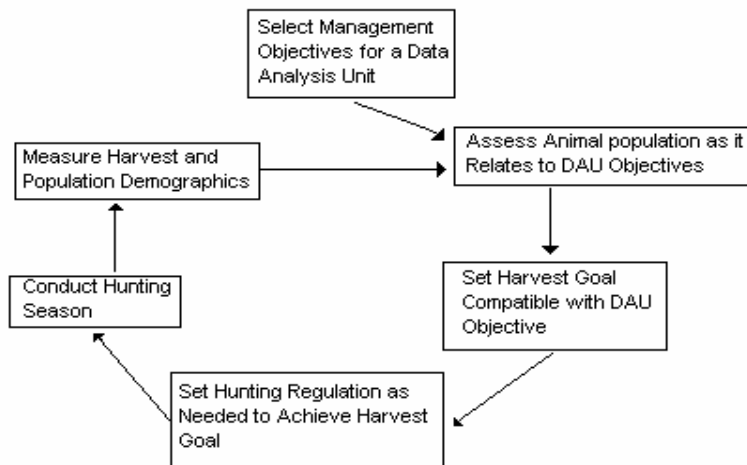 Select Management
Objectives for a Data
Analysis Unit
Assess Animal population as it
Relates to DAU Objectives
Set Harvest Goal
Compatible with DAU
Objective
Set Hunting Regulation as
Needed to Achieve Harvest
Goal
Conduct Hunting
Season
Measure Harvest and
Population Demographics